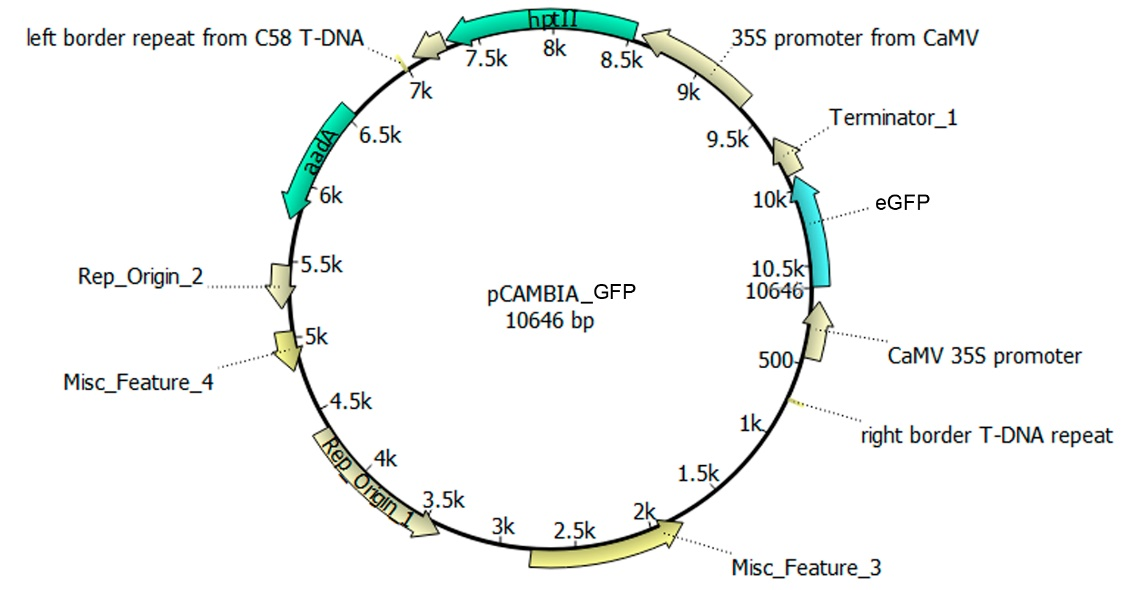 hptII
left border repeat from C58 T-DNA
35S promoter from CaMV
7.5k
8k
8.5k
7k
9k
Terminator_1
9.5k
6.5k
aadA
6k
10k
eGFP
Rep_Origin_2
5.5k
10.5k
10646
pCAMBIA_GFP
10646 bp
5k
500
CaMV 35S promoter
Misc_Feature_4
4.5k
1k
right border T-DNA repeat
Rep_Origin_1
4k
1.5k
3.5k
2k
3k
2.5k
Misc_Feature_3